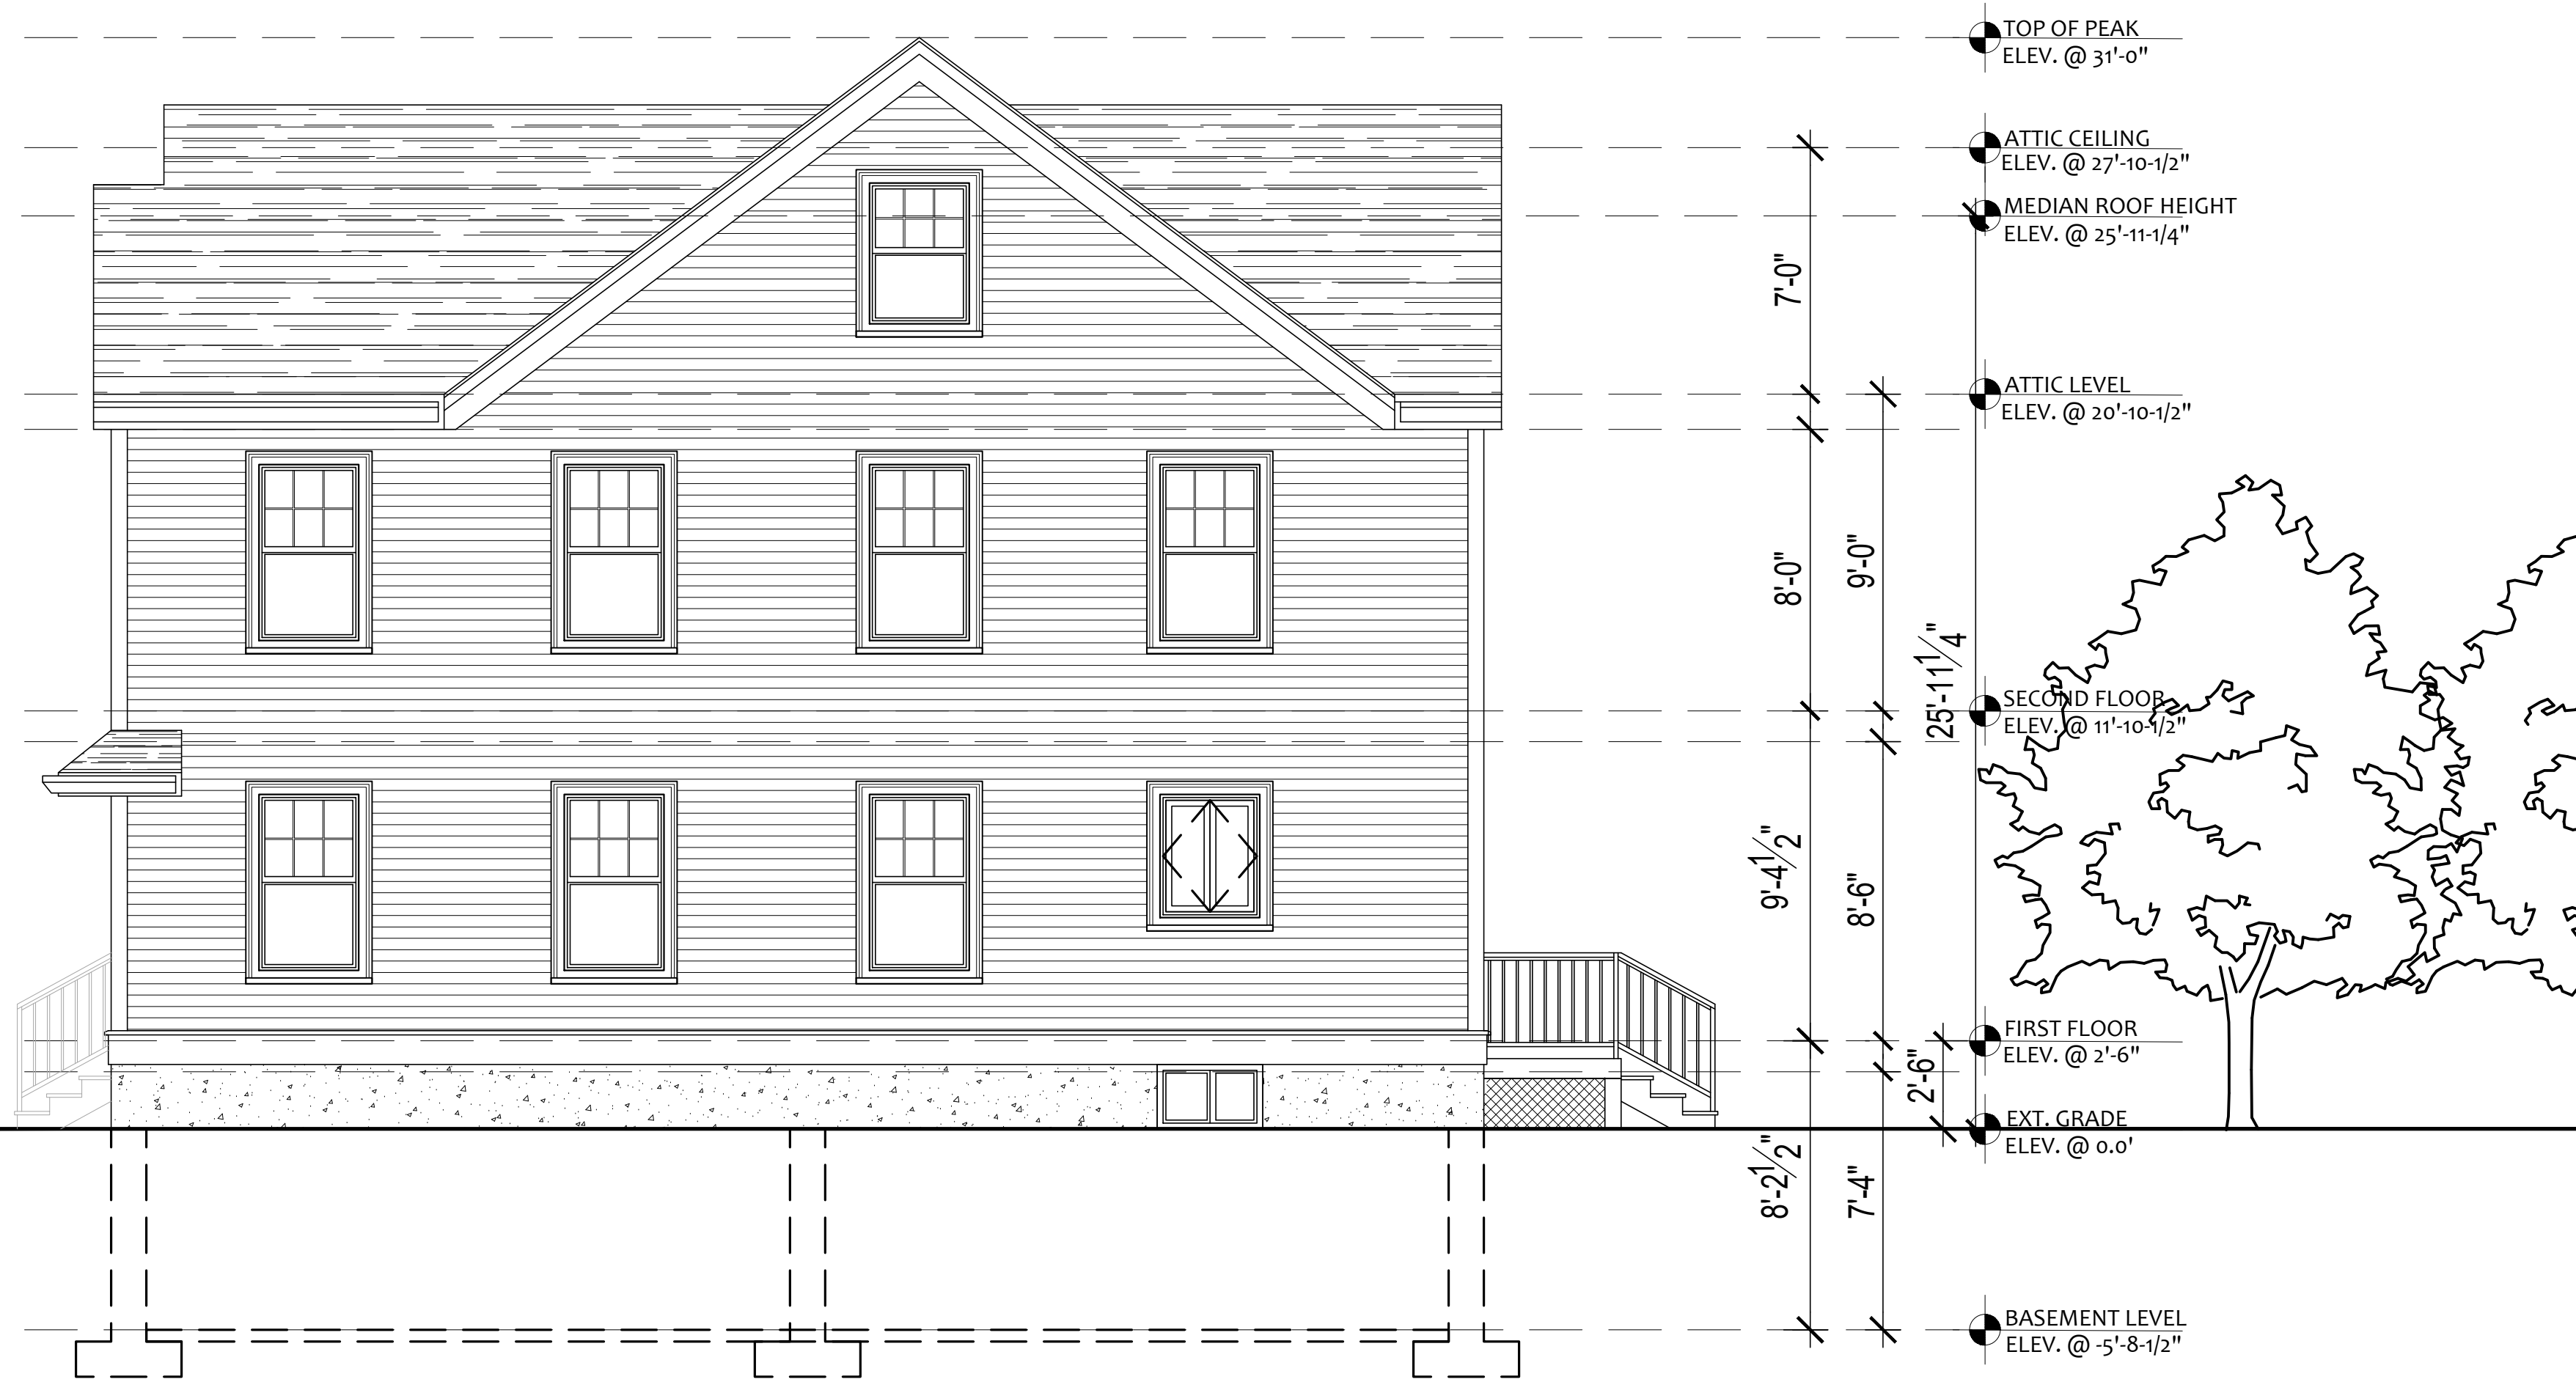 TOP OF PEAK
ELEV. @ 31'-0"
ATTIC CEILING
ELEV. @ 27'-10-1/2"
MEDIAN ROOF HEIGHT
ELEV. @ 25'-11-1/4"
7'-0"
ATTIC LEVEL
ELEV. @ 20'-10-1/2"
8'-0"
9'-0"
25'-11 1/4"
SECOND FLOOR
ELEV. @ 11'-10-1/2"
9'-4 1/2"
8'-6"
FIRST FLOOR
ELEV. @ 2'-6"
2'-6"
EXT. GRADE
ELEV. @ 0.0'
8'-2 1/2"
7'-4"
BASEMENT LEVEL
ELEV. @ -5'-8-1/2"